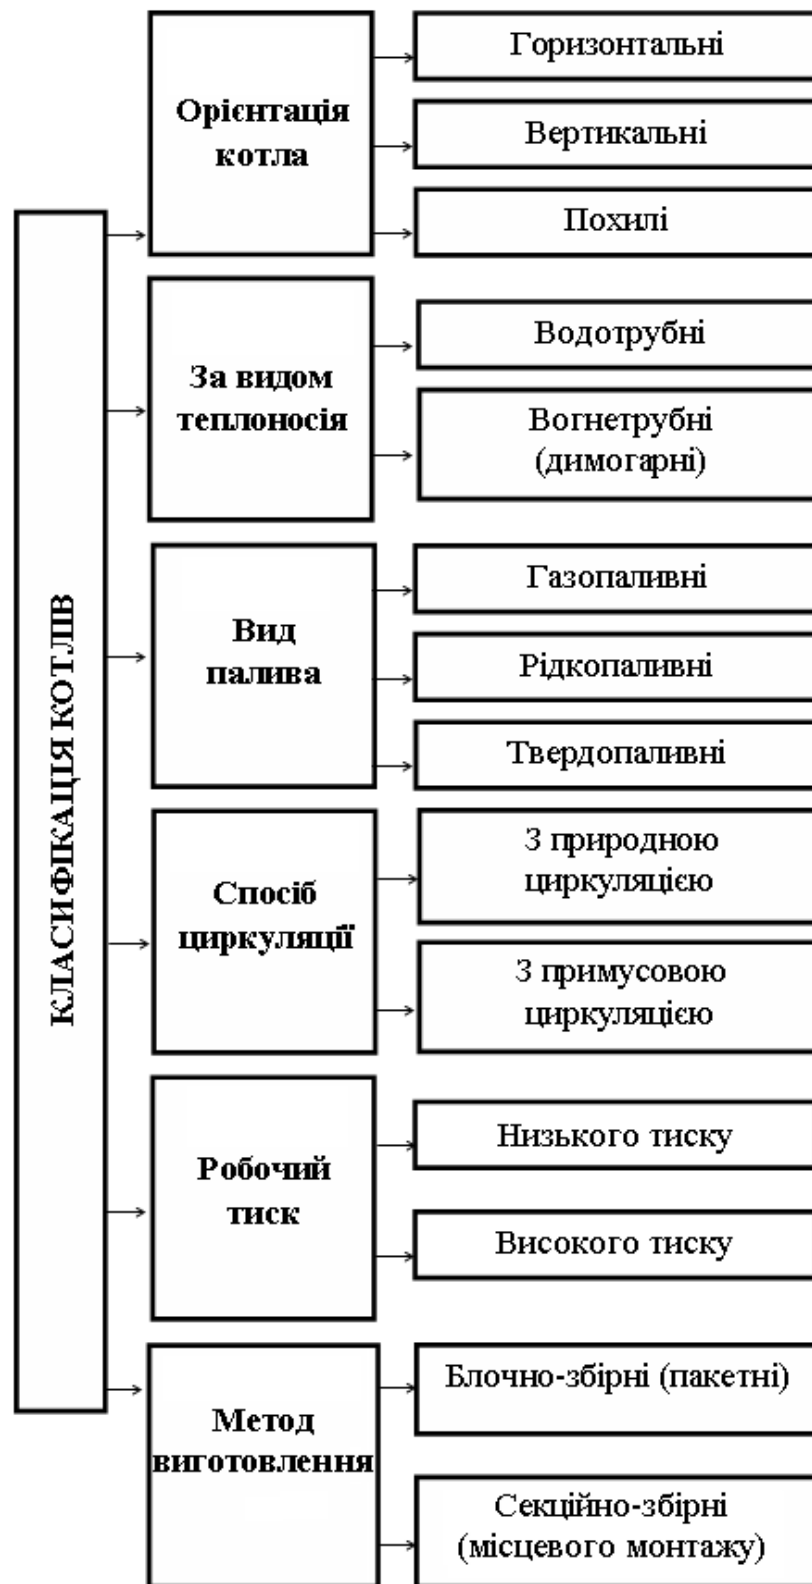 КЛАСИФІКАЦІЯ КОТЛІВ
Орієнтація
котла
Горизонтальні
Вертикальні
Похилі
За видом
теплоносія
Водотрубні
Вогнетрубні
(димогарні)
Вид
палива
Газопаливні
Рідкопаливні
Твердопаливні
Спосіб
циркуляції
З природною
циркуляцією
З примусовою
циркуляцією
Робочий
тиск
Низького тиску
Високого тиску
Метод
виготовлення
Блочно-збірні (пакетні)
Секційно-збірні
(місцевого монтажу)